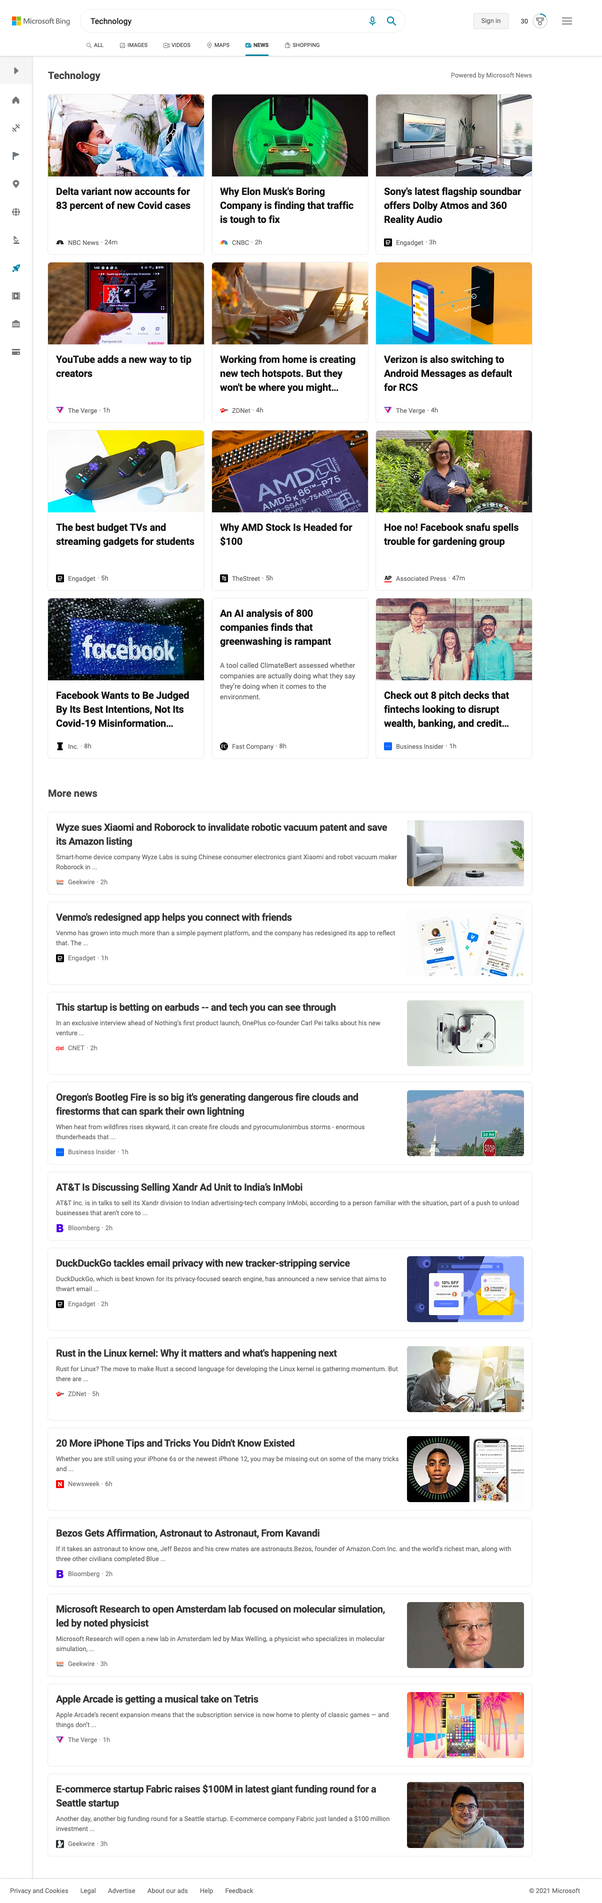 Microsoft Bing
Technology
Sign in
30
ALL
IMAGES
VIDEOS
MAPS
NEWS
SHOPPING
Technology
Powered by Microsoft News
Delta variant now accounts for
83 percent of new Covid cases
NBC News · 24m
Why Elon Musk's Boring
Company is finding that traffic
is tough to fix
CNBC · 2h
Sony's latest flagship soundbar
offers Dolby Atmos and 360
Reality Audio
Engadget · 3h
YouTube adds a new way to tip
creators
The Verge · 1h
Working from home is creating
new tech hotspots. But they
won't be where you might...
ZDNet · 4h
Verizon is also switching to
Android Messages as default
for RCS
The Verge · 4h
The best budget TVs and
streaming gadgets for students
Engadget · 5h
AMD
AMD5K86™-P75
Why AMD Stock Is Headed for
$100
TheStreet · 5h
Hoe no! Facebook snafu spells
trouble for gardening group
AP
Associated Press · 47m
facebook
Facebook Wants to Be Judged
By Its Best Intentions, Not Its
Covid-19 Misinformation...
Inc. · 8h
An AI analysis of 800
companies finds that
greenwashing is rampant
A tool called ClimateBert assessed whether
companies are actually doing what they say
they're doing when it comes to the
environment.
Fast Company · 8h
Check out 8 pitch decks that
fintechs looking to disrupt
wealth, banking, and credit...
Business Insider · 1h
More news
Wyze sues Xiaomi and Roborock to invalidate robotic vacuum patent and save
its Amazon listing
Smart-home device company Wyze Labs is suing Chinese consumer electronics giant Xiaomi and robot vacuum maker
Roborock in ...
Geekwire · 2h
Venmo's redesigned app helps you connect with friends
Venmo has grown into much more than a simple payment platform, and the company has redesigned its app to reflect
that. The ...
Engadget · 1h
This startup is betting on earbuds -- and tech you can see through
In an exclusive interview ahead of Nothing's first product launch, OnePlus co-founder Carl Pei talks about his new
venture ...
CNET · 2h
Oregon's Bootleg Fire is so big it's generating dangerous fire clouds and
firestorms that can spark their own lightning
When heat from wildfires rises skyward, it can create fire clouds and pyrocumulonimbus storms - enormous
thunderheads that ...
Business Insider · 1h
STOP
AT&T Is Discussing Selling Xandr Ad Unit to India's InMobi
AT&T Inc. is in talks to sell its Xandr division to Indian advertising-tech company InMobi, according to a person familiar with the situation, part of a push to unload
businesses that aren't core to ...
B
Bloomberg · 2h
DuckDuckGo tackles email privacy with new tracker-stripping service
DuckDuckGo, which is best known for its privacy-focused search engine, has announced a new service that aims to
thwart email ...
Engadget · 2h
10% OFF
Rust in the Linux kernel: Why it matters and what's happening next
Rust for Linux? The move to make Rust a second language for developing the Linux kernel is gathering momentum. But
there are ...
ZDNet · 5h
20 More iPhone Tips and Tricks You Didn't Know Existed
Whether you are still using your iPhone 6s or the newest iPhone 12, you may be missing out on some of the many tricks
and ...
N
Newsweek · 6h
Bezos Gets Affirmation, Astronaut to Astronaut, From Kavandi
If it takes an astronaut to know one, Jeff Bezos and his crew mates are astronauts.Bezos, founder of Amazon.Com Inc. and the world's richest man, along with
three other civilians completed Blue ...
B
Bloomberg · 2h
Microsoft Research to open Amsterdam lab focused on molecular simulation,
led by noted physicist
Microsoft Research will open a new lab in Amsterdam led by Max Welling, a physicist who specializes in molecular
simulation, ...
Geekwire · 3h
Apple Arcade is getting a musical take on Tetris
Apple Arcade's recent expansion means that the subscription service is now home to plenty of classic games — and
things don't ...
The Verge · 1h
E-commerce startup Fabric raises $100M in latest giant funding round for a
Seattle startup
Another day, another big funding round for a Seattle startup. E-commerce company Fabric just landed a $100 million
investment ...
Geekwire · 3h
Privacy and Cookies
Legal
Advertise
About our ads
Help
Feedback
© 2021 Microsoft